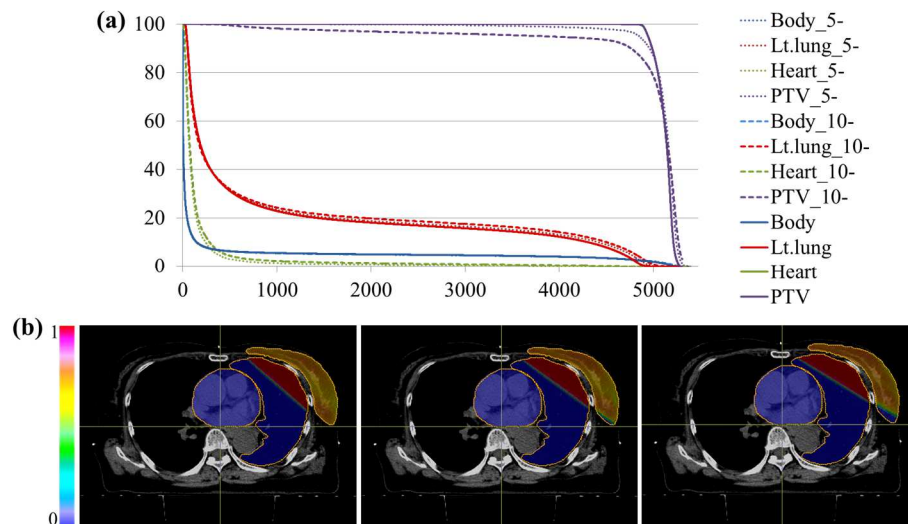 (a)
100
80
60
40
20
0
0 1000 2000 3000 4000 5000
Body_5-
Lt.lung_5-
Heart_5-
PTV_5-
Body_10-
Lt.lung_10-
Heart_10-
PTV_10-
Body
Lt.lung
Heart
PTV
(b)
1
0